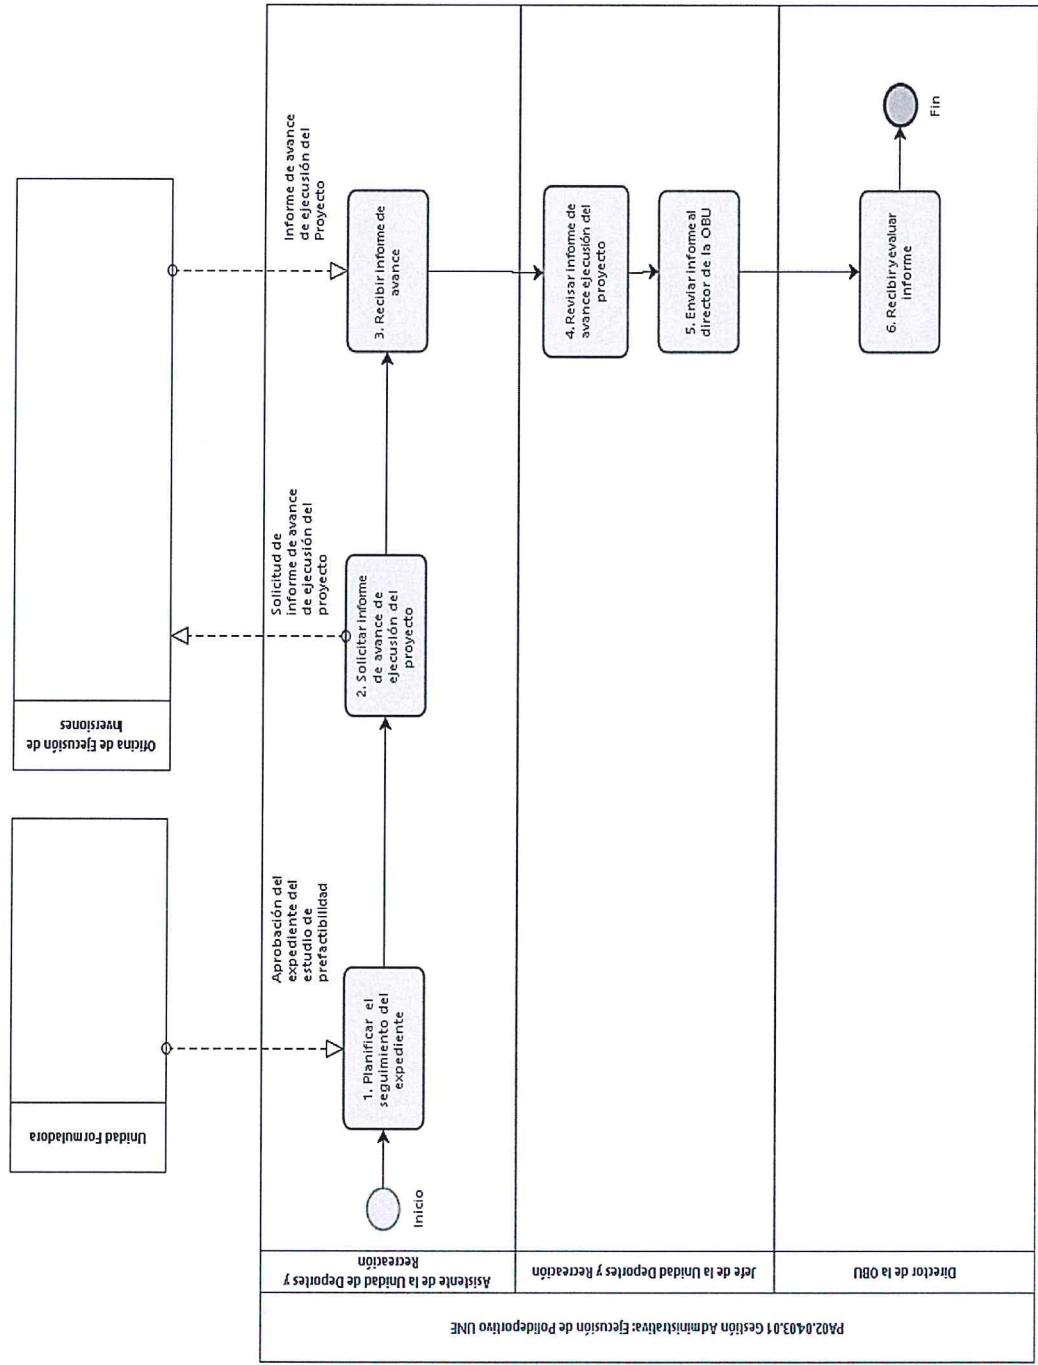 Unidad Formuladora
Oficina de Ejecusión de
Inversiones
PA02.04.03.01 Gestión Administrativa: Ejecusión de Polideportivo UNE
Asistente de la Unidad de Deportes y
Recreación
Jefe de la Unidad Deportes y Recreación
Director de la OBU
Inicio
Aprobación del
expediente del
estudio de
prefactibilidad
1. Planificar el
seguimiento del
expediente
Solicitud de
informe de avance
de ejecusión del
proyecto
2. Solicitar informe
de avance de
ejecusión del
proyecto
Informe de avance
de ejecusión del
Proyecto
3. Recibir informe de
avance
4. Revisar informe de
avance ejecusión del
proyecto
5. Enviar informe al
director de la OBU
6. Recibir y evaluar
informe
Fin